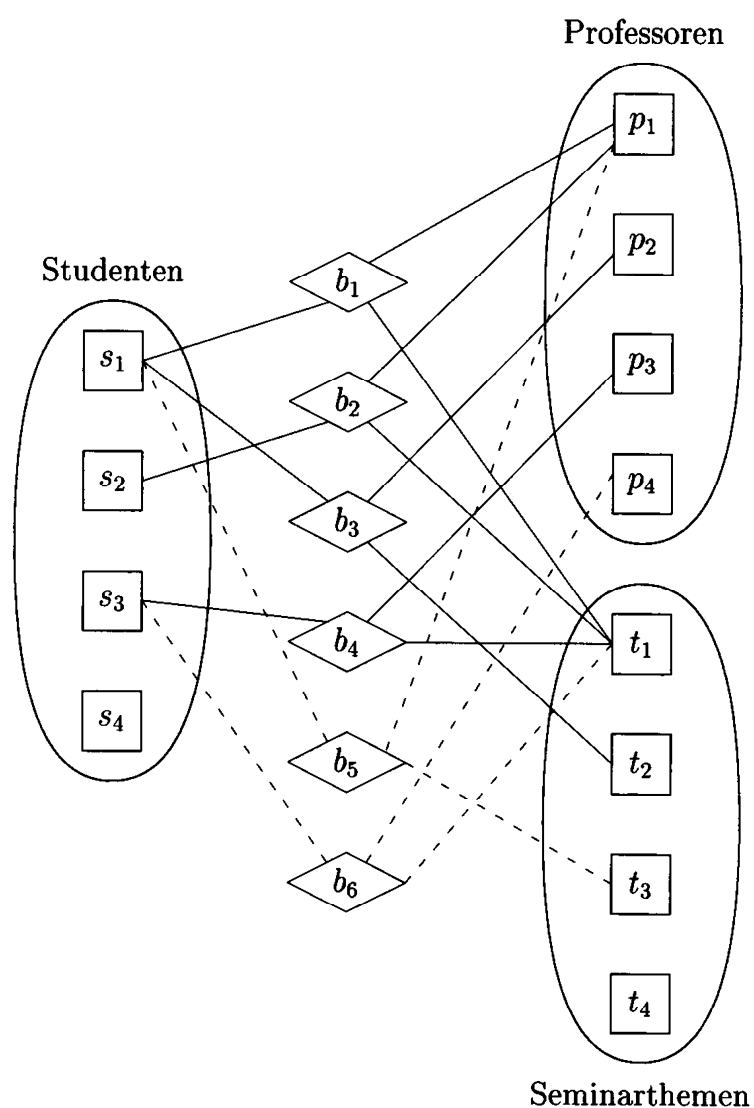 Professoren
p1
p2
p3
p4
Studenten
s1
s2
s3
s4
b1
b2
b3
b4
b5
b6
t1
t2
t3
t4
Seminarthemen